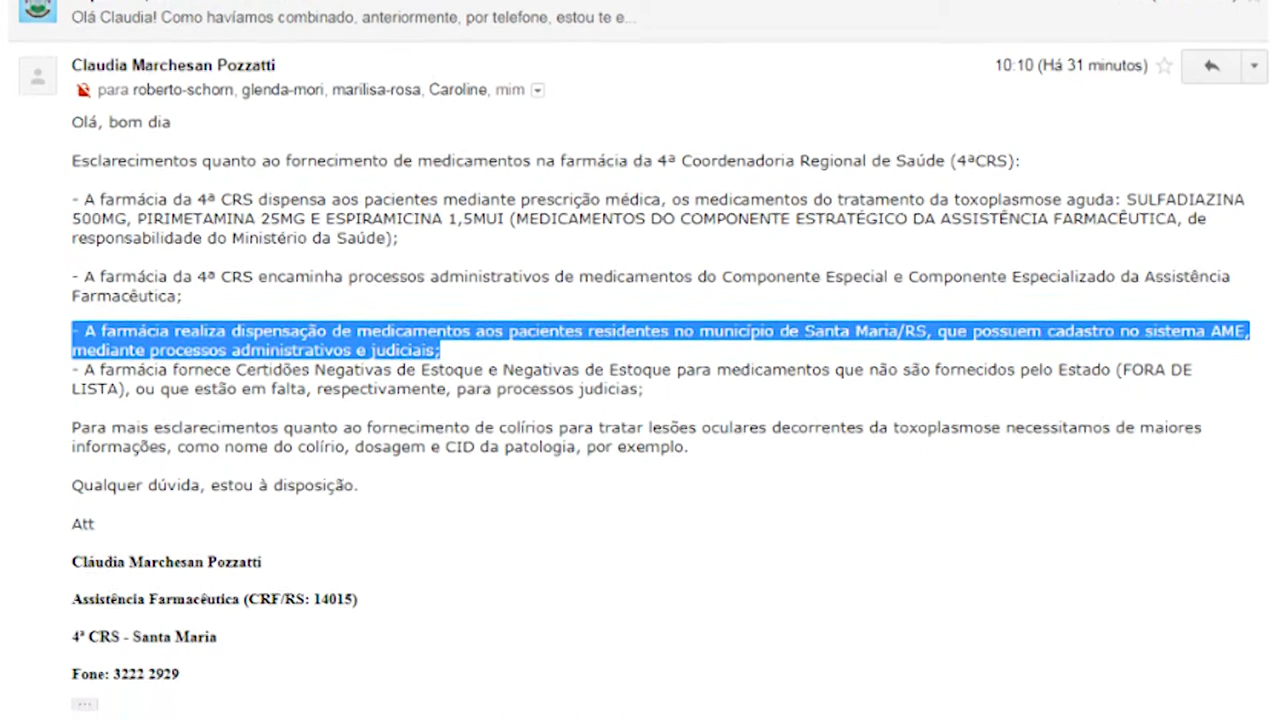 Olá Claudia! Como havíamos combinado, anteriormente, por telefone, estou te e...
Claudia Marchesan Pozzatti
10:10 (Há 31 minutos)
para roberto-schorn, glenda-mori, marilisa-rosa, Caroline, mim
Olá, bom dia
Esclarecimentos quanto ao fornecimento de medicamentos na farmácia da 4ª Coordenadoria Regional de Saúde (4ªCRS):
- A farmácia da 4ª CRS dispensa aos pacientes mediante prescrição médica, os medicamentos do tratamento da toxoplasmose aguda: SULFADIAZINA
500MG, PIRIMETAMINA 25MG E ESPIRAMICINA 1,5MUI (MEDICAMENTOS DO COMPONENTE ESTRATÉGICO DA ASSISTÊNCIA FARMACÊUTICA, de
responsabilidade do Ministério da Saúde);
- A farmácia da 4ª CRS encaminha processos administrativos de medicamentos do Componente Especial e Componente Especializado da Assistência
Farmacêutica;
- A farmácia realiza dispensação de medicamentos aos pacientes residentes no município de Santa Maria/RS, que possuem cadastro no sistema AME,
mediante processos administrativos e judiciais;
- A farmácia fornece Certidões Negativas de Estoque e Negativas de Estoque para medicamentos que não são fornecidos pelo Estado (FORA DE
LISTA), ou que estão em falta, respectivamente, para processos judicias;
Para mais esclarecimentos quanto ao fornecimento de colírios para tratar lesões oculares decorrentes da toxoplasmose necessitamos de maiores
informações, como nome do colírio, dosagem e CID da patologia, por exemplo.
Qualquer dúvida, estou à disposição.
Att
Cláudia Marchesan Pozzatti
Assistência Farmacêutica (CRF/RS: 14015)
4ª CRS - Santa Maria
Fone: 3222 2929